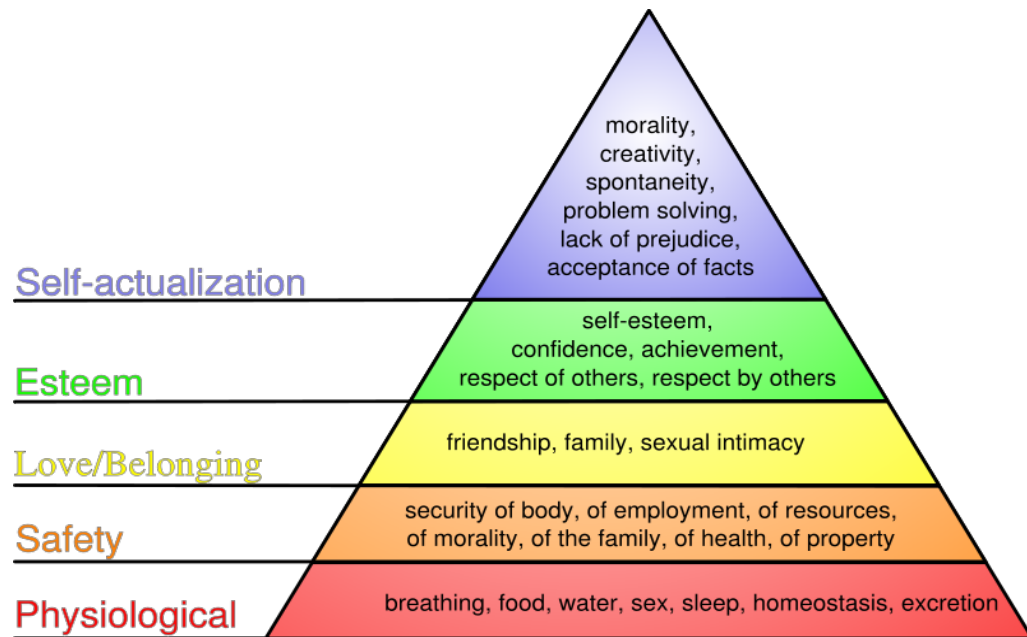 morality,
creativity,
spontaneity,
problem solving,
lack of prejudice,
acceptance of facts
Self-actualization
self-esteem,
confidence, achievement,
respect of others, respect by others
Esteem
friendship, family, sexual intimacy
Love/Belonging
security of body, of employment, of resources,
of morality, of the family, of health, of property
Safety
breathing, food, water, sex, sleep, homeostasis, excretion
Physiological